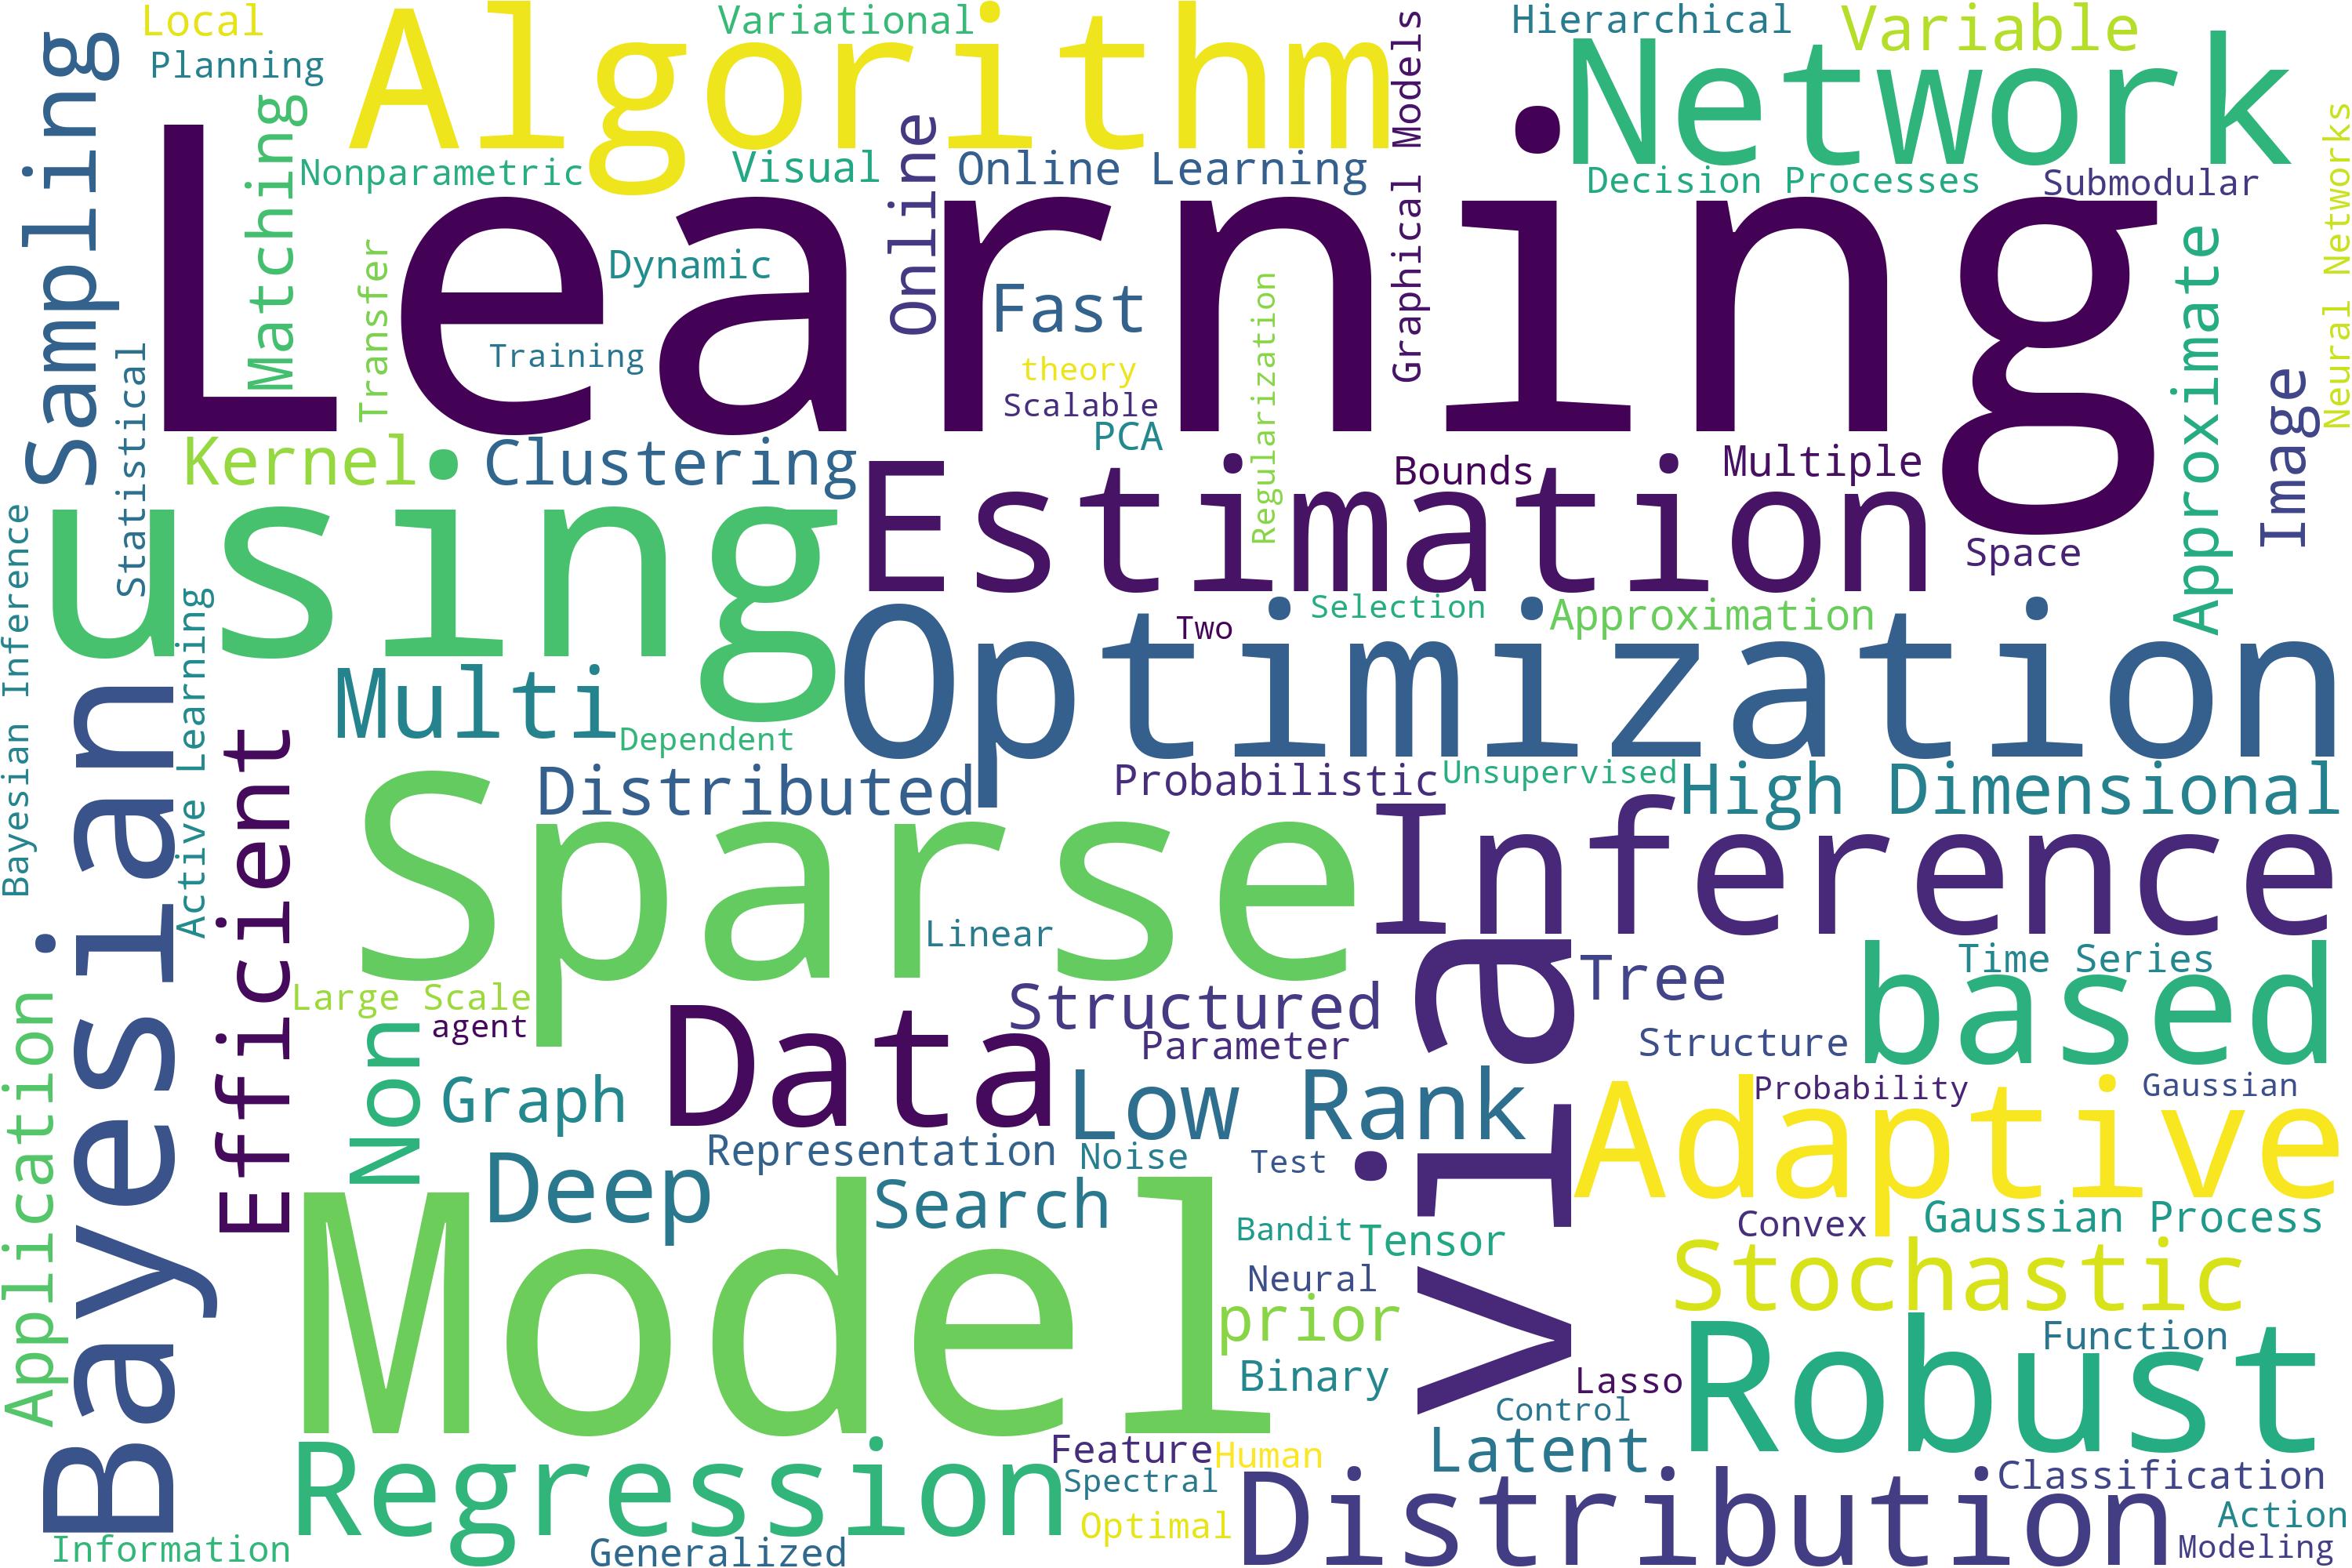 Local
Algorithm
Variational
Hierarchical
Variable
Planning
Sampling
Matching
Network
Graphical Models
Nonparametric
Visual
Online Learning
Online
Decision Processes
Submodular
Neural Networks
Learning
Transfer
Dynamic
Fast
Training
theory
Scalable
PCA
Regularization
Approximate
Image
Statistical
Kernel
Clustering
Bounds
Multiple
Estimation
Space
using
Bayesian Inference
Active Learning
Two
Selection
Approximation
Optimization
Multi
Dependent
Bayesian
Efficient
Distributed
Probabilistic
Unsupervised
High Dimensional
Sparse
Inference
Linear
via
Tree
Time Series
based
Large Scale
agent
Structured
Parameter
Structure
Application
Non
Graph
Data
Low Rank
Probability
Gaussian
Adaptive
Representation
Noise
Test
Deep
Search
Model
Bandit
Tensor
Convex
Gaussian Process
Neural
prior
Stochastic
Binary
Lasso
Function
Robust
Control
Latent
Regression
Feature
Human
Spectral
Optimal
Distribution
Classification
Action
Information
Generalized
Modeling